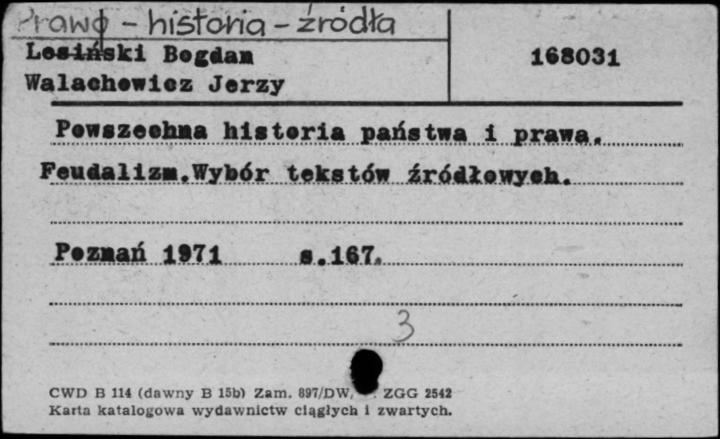 Prawo - historia - źródła
Lesiński Bogdan
168031
Walachowicz Jerzy
Powszechna historia państwa i prawa.
Feudalizm.Wybór tekstów źródłowych.
Poznań 1971 s.167.
3
CWD B 114 (dawny B 15b) Zam. 897/DW, ZGG 2542
Karta katalogowa wydawnictw ciągłych i zwartych.